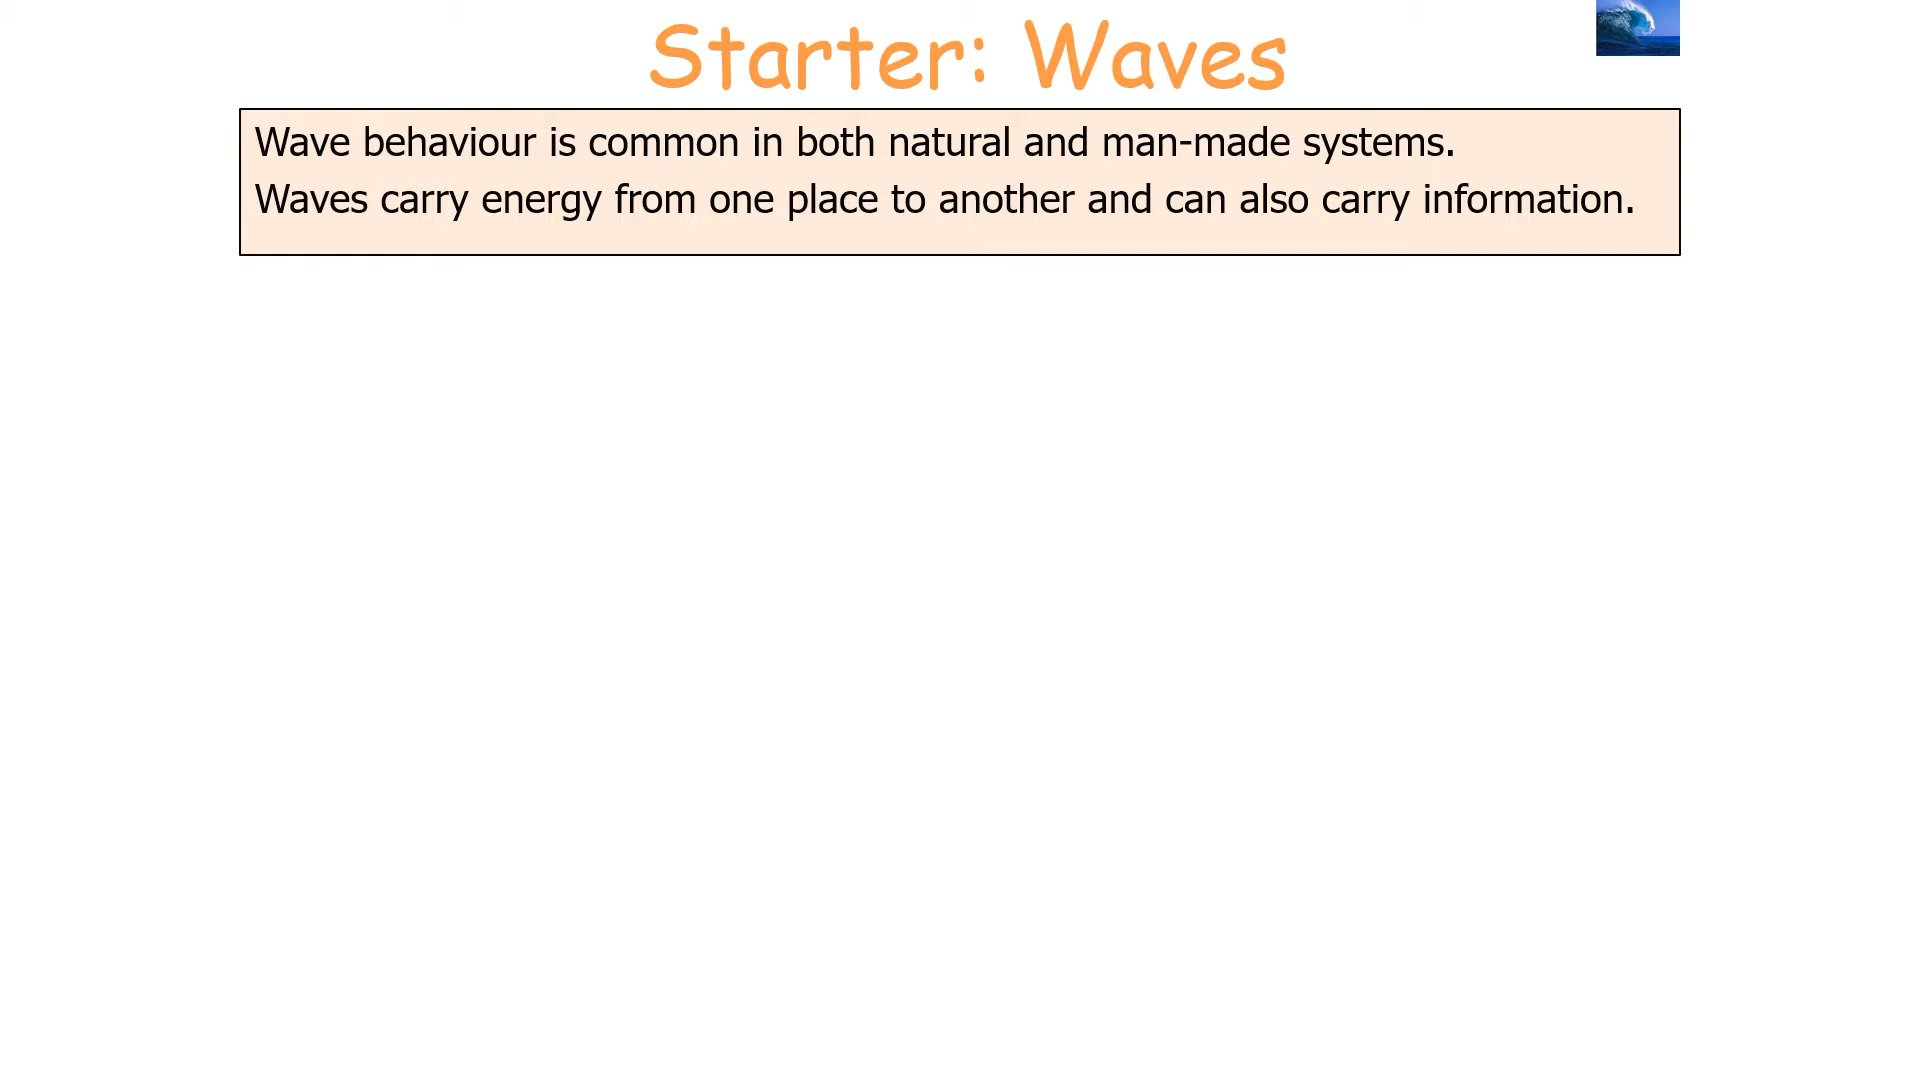 Starter: Waves
Wave behaviour is common in both natural and man-made systems.
Waves carry energy from one place to another and can also carry information.